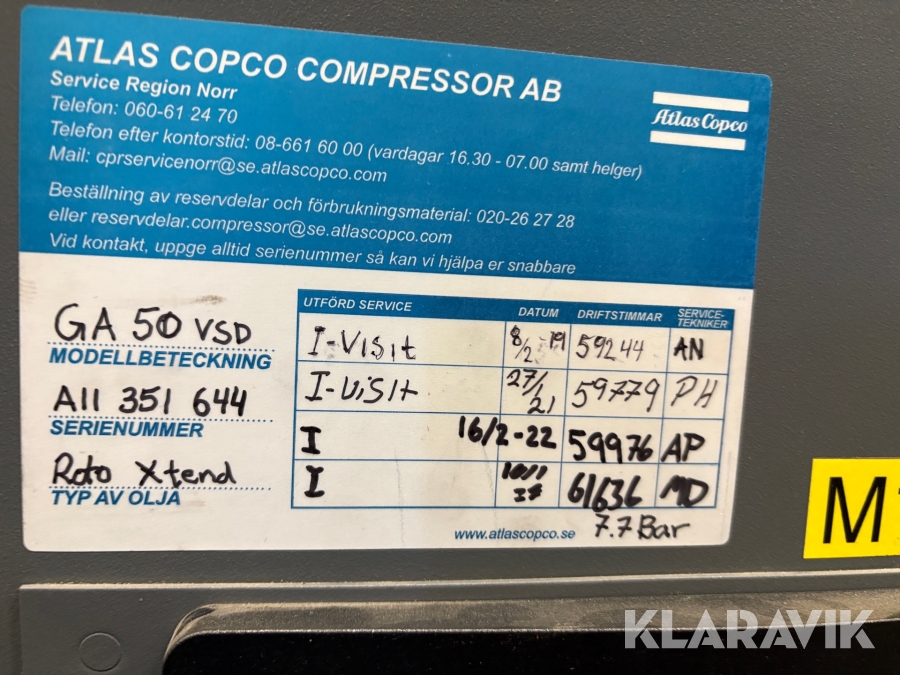 ATLAS COPCO COMPRESSOR AB
Service Region Norr
Telefon: 060-61 24 70
Telefon efter kontorstid: 08-661 60 00 (vardagar 16.30 - 07.00 samt helger)
Mail: cprservicenorr@se.atlascopco.com
Atlas Copco
Beställning av reservdelar och förbrukningsmaterial: 020-26 27 28
eller reservdelar.compressor@se.atlascopco.com
Vid kontakt, uppge alltid serienummer så kan vi hjälpa er snabbare
GA 50 VSD
MODELLBETECKNING
AII 351 644
SERIENUMMER
Roto Xtend
TYP AV OLJA
UTFÖRD SERVICE DATUM DRIFTSTIMMAR SERVICE-
TEKNIKER
I-Visit 8/2-19 59244 AN
I-Visit 27/1 21 59779 PH
I 16/2-22 59976 AP
I 61636 MD
7.7 Bar
www.atlascopco.se
M
KLARAVIK